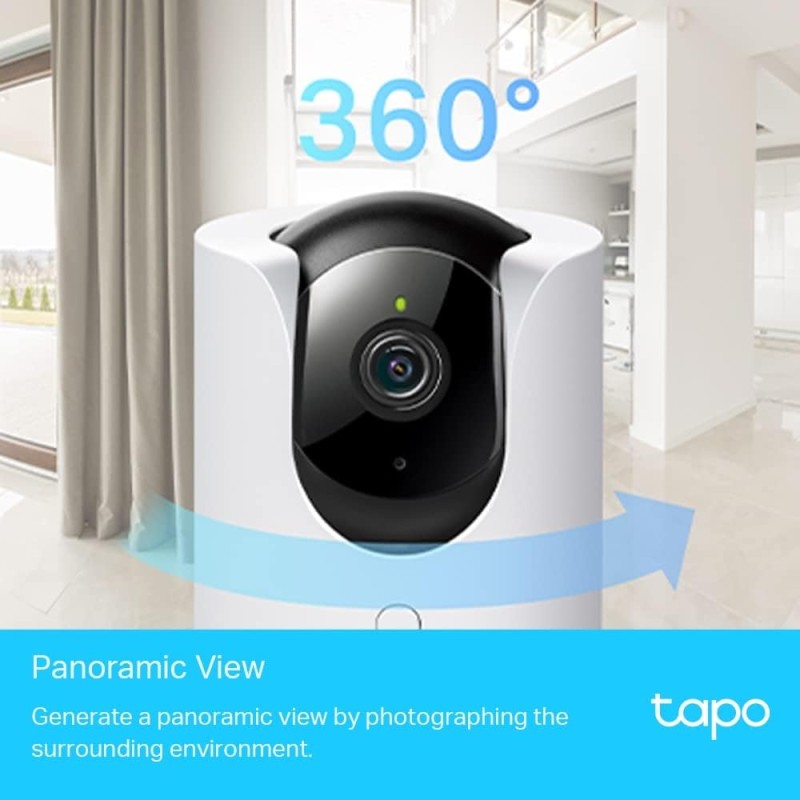 360°
Panoramic View
Generate a panoramic view by photographing the
surrounding environment.
tapo